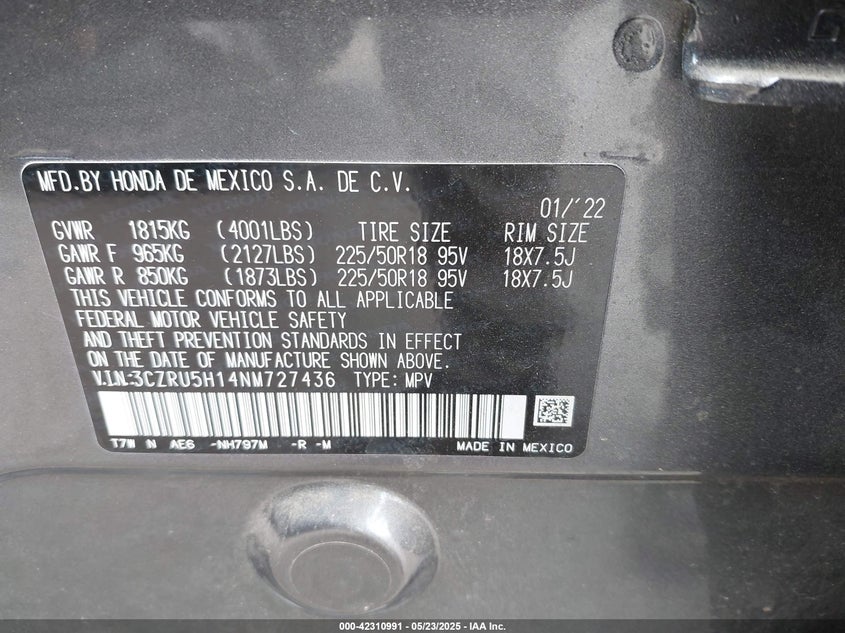 MFD.BY HONDA DE MEXICO S.A. DE C.V.
01/'22
GVWR 1815KG (4001LBS) TIRE SIZE RIM SIZE
GAWR F 965KG (2127LBS) 225/50R18 95V 18X7.5J
GAWR R 850KG (1873LBS) 225/50R18 95V 18X7.5J
THIS VEHICLE CONFORMS TO ALL APPLICABLE
FEDERAL MOTOR VEHICLE SAFETY
AND THEFT PREVENTION STANDARDS IN EFFECT
ON THE DATE OF MANUFACTURE SHOWN ABOVE.
V.I.N:3CZRU5H14NM727436 TYPE: MPV
T7W N AE6 -NH797M -R -M MADE IN MEXICO
000-42310991 - 05/23/2025 - IAA Inc.